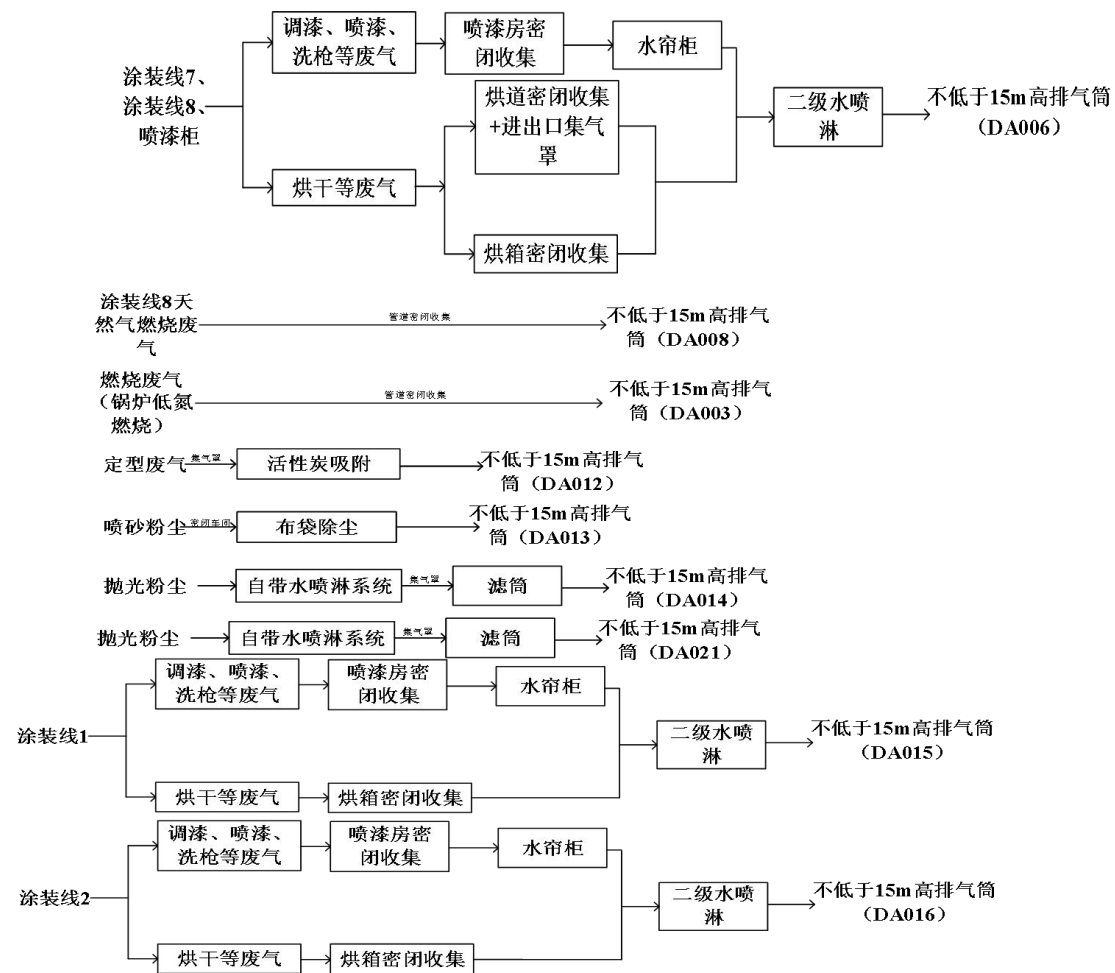 调漆、喷漆、
洗枪等废气
喷漆房密
闭收集
水帘柜
涂装线7、
涂装线8、
喷漆柜
烘道密闭收集
+进出口集气
罩
二级水喷
淋
不低于15m高排气筒
（DA006）
烘干等废气
烘箱密闭收集
涂装线8天
然气燃烧废
气
管道密闭收集
不低于15m高排气
筒（DA008）
燃烧废气
（锅炉低氮
燃烧）
管道密闭收集
不低于15m高排气
筒（DA003）
定型废气
集气罩
活性炭吸附
不低于15m高排气
筒（DA012）
喷砂粉尘
密闭车间
布袋除尘
不低于15m高排气
筒（DA013）
抛光粉尘
自带水喷淋系统
集气罩
滤筒
不低于15m高排气
筒（DA014）
抛光粉尘
自带水喷淋系统
集气罩
滤筒
不低于15m高排气
筒（DA021）
调漆、喷漆、
洗枪等废气
喷漆房密
闭收集
水帘柜
涂装线1
二级水喷
淋
不低于15m高排气筒
（DA015）
烘干等废气
烘箱密闭收集
调漆、喷漆、
洗枪等废气
喷漆房密
闭收集
水帘柜
涂装线2
二级水喷
淋
不低于15m高排气筒
（DA016）
烘干等废气
烘箱密闭收集